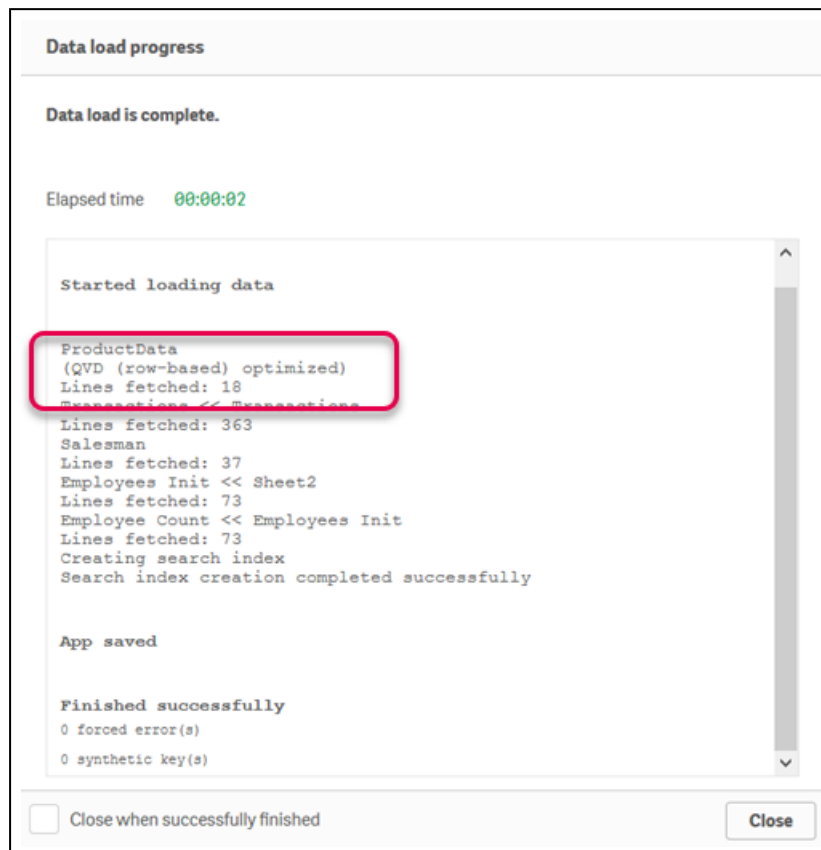 Data load progress
Data load is complete.
Elapsed time 00:00:02
Started loading data
ProductData
(QVD (row-based) optimized)
Lines fetched: 18
Transactions << Transactions
Lines fetched: 363
Salesman
Lines fetched: 37
Employees Init << Sheet2
Lines fetched: 73
Employee Count << Employees Init
Lines fetched: 73
Creating search index
Search index creation completed successfully
App saved
Finished successfully
0 forced error(s)
0 synthetic key(s)
Close when successfully finished
Close